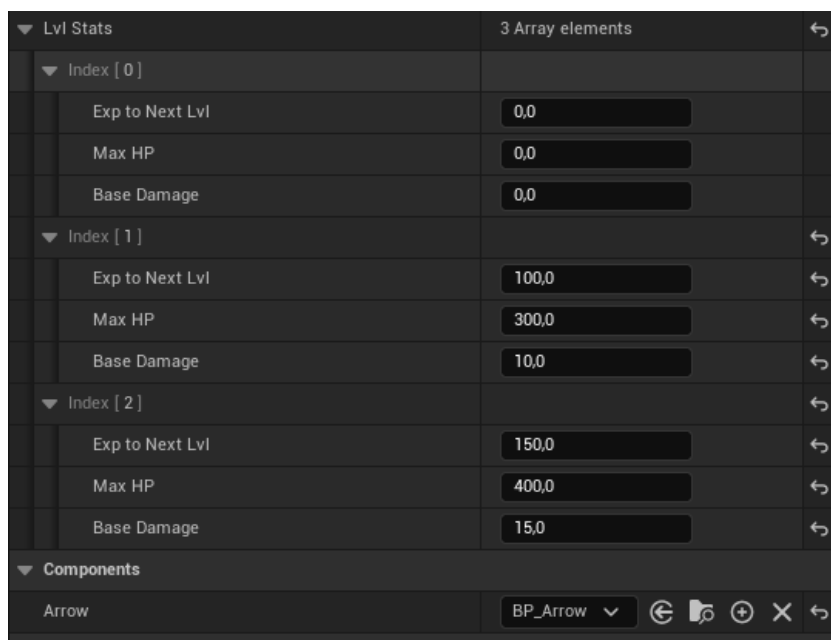 Lvl Stats 3 Array elements
Index [ 0 ]
Exp to Next Lvl 0,0
Max HP 0,0
Base Damage 0,0
Index [ 1 ]
Exp to Next Lvl 100,0
Max HP 300,0
Base Damage 10,0
Index [ 2 ]
Exp to Next Lvl 150,0
Max HP 400,0
Base Damage 15,0
Components
Arrow BP_Arrow